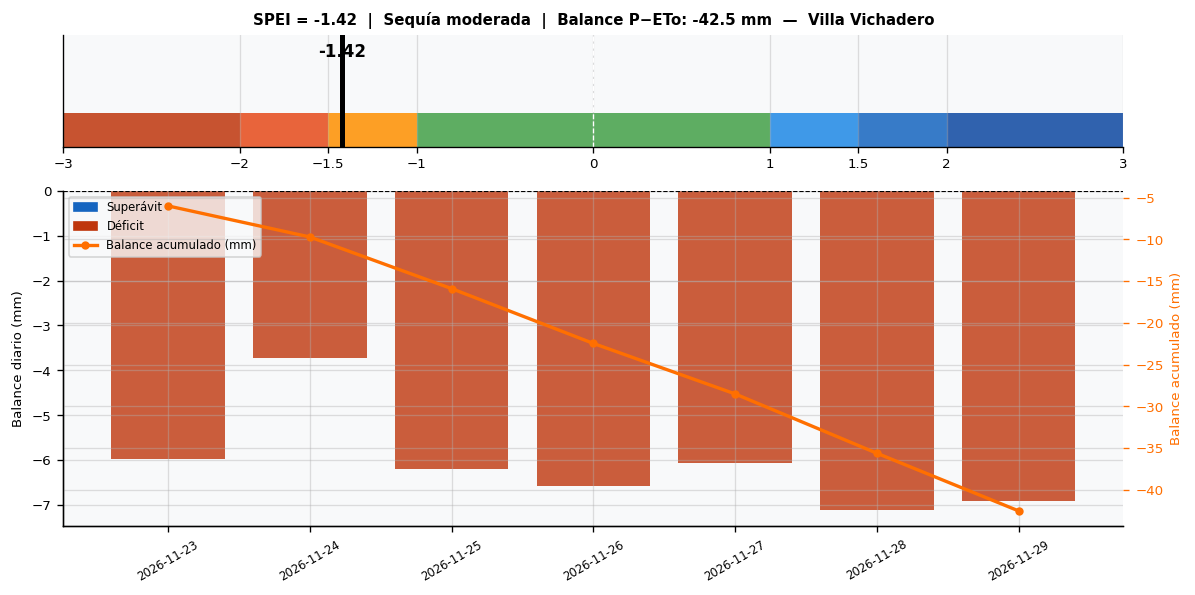 SPEI = -1.42  |  Sequía moderada  |  Balance P−ETo: -42.5 mm  —  Villa Vichadero
-1.42
−3 −2 −1.5 −1 0 1 1.5 2 3
Balance diario (mm)
0
−1
−2
−3
−4
−5
−6
−7
Superávit
Déficit
Balance acumulado (mm)
−5
−10
−15
−20
−25
−30
−35
−40
Balance acumulado (mm)
2026-11-23 2026-11-24 2026-11-25 2026-11-26 2026-11-27 2026-11-28 2026-11-29